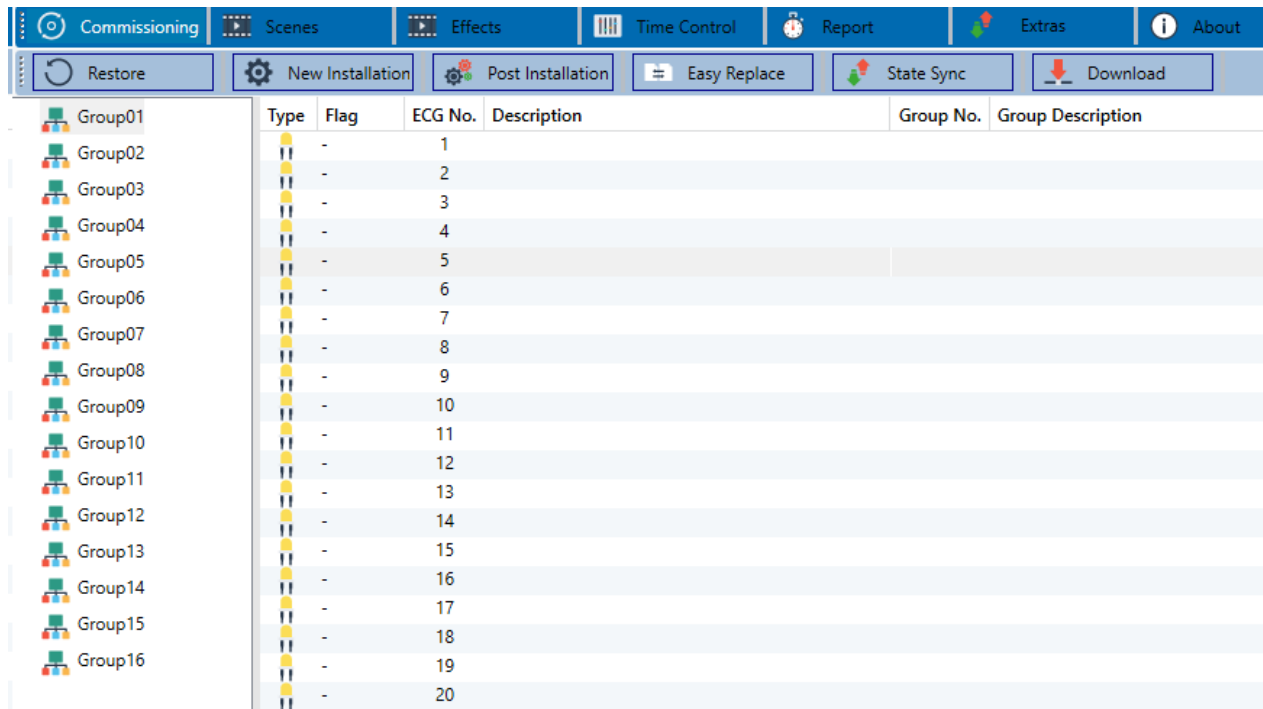 Commissioning Scenes Effects Time Control Report Extras About
Restore New Installation Post Installation Easy Replace State Sync Download
Group01
Group02
Group03
Group04
Group05
Group06
Group07
Group08
Group09
Group10
Group11
Group12
Group13
Group14
Group15
Group16
Type Flag ECG No. Description Group No. Group Description
- 1
- 2
- 3
- 4
- 5
- 6
- 7
- 8
- 9
- 10
- 11
- 12
- 13
- 14
- 15
- 16
- 17
- 18
- 19
- 20